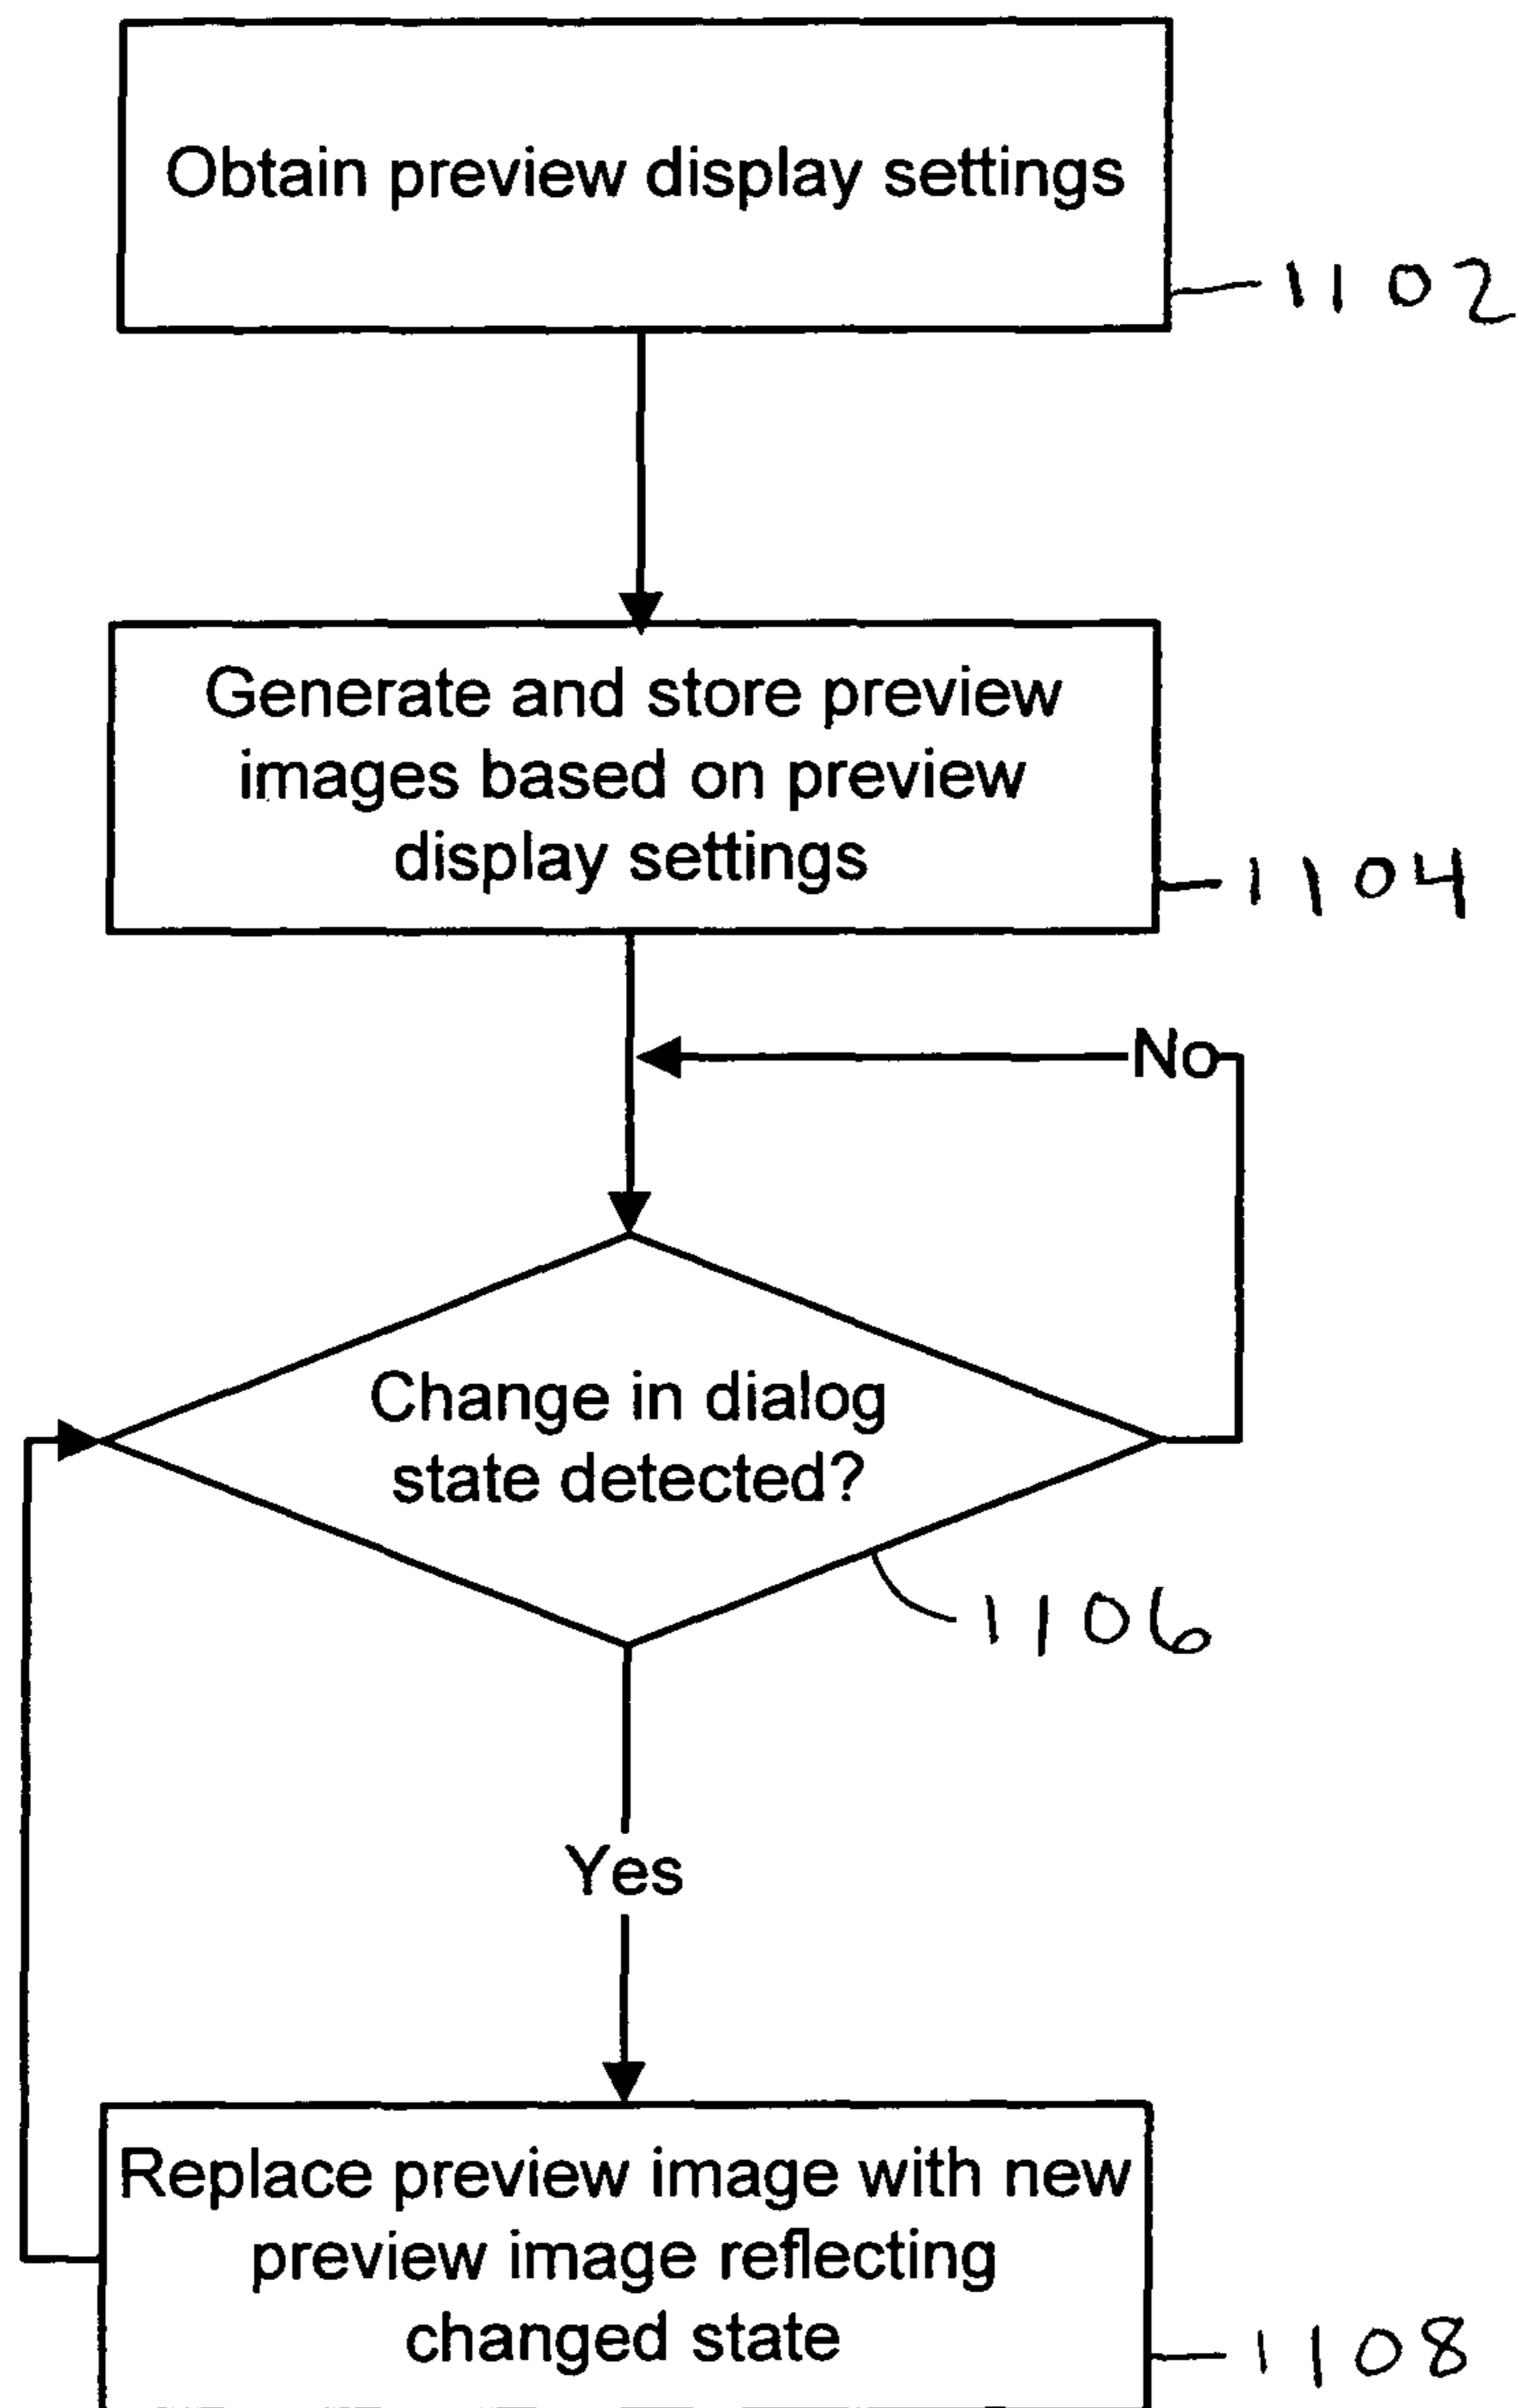 Obtain preview display settings
1102
Generate and store preview
images based on preview
display settings
1104
No
Change in dialog
state detected?
1106
Yes
Replace preview image with new
preview image reflecting
changed state
1108